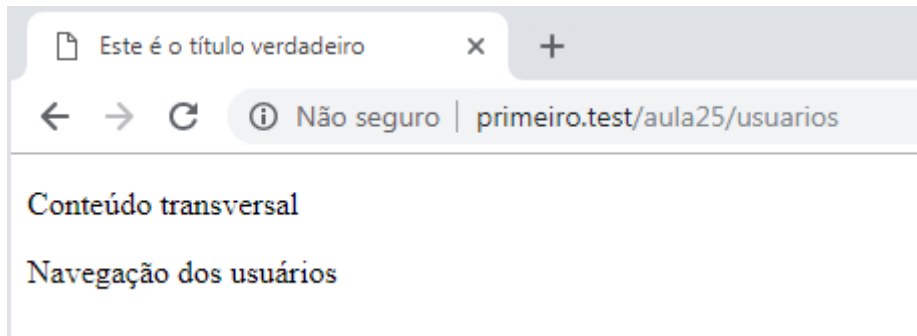 Este é o título verdadeiro
Não seguro | primeiro.test/aula25/usuarios
Conteúdo transversal
Navegação dos usuários